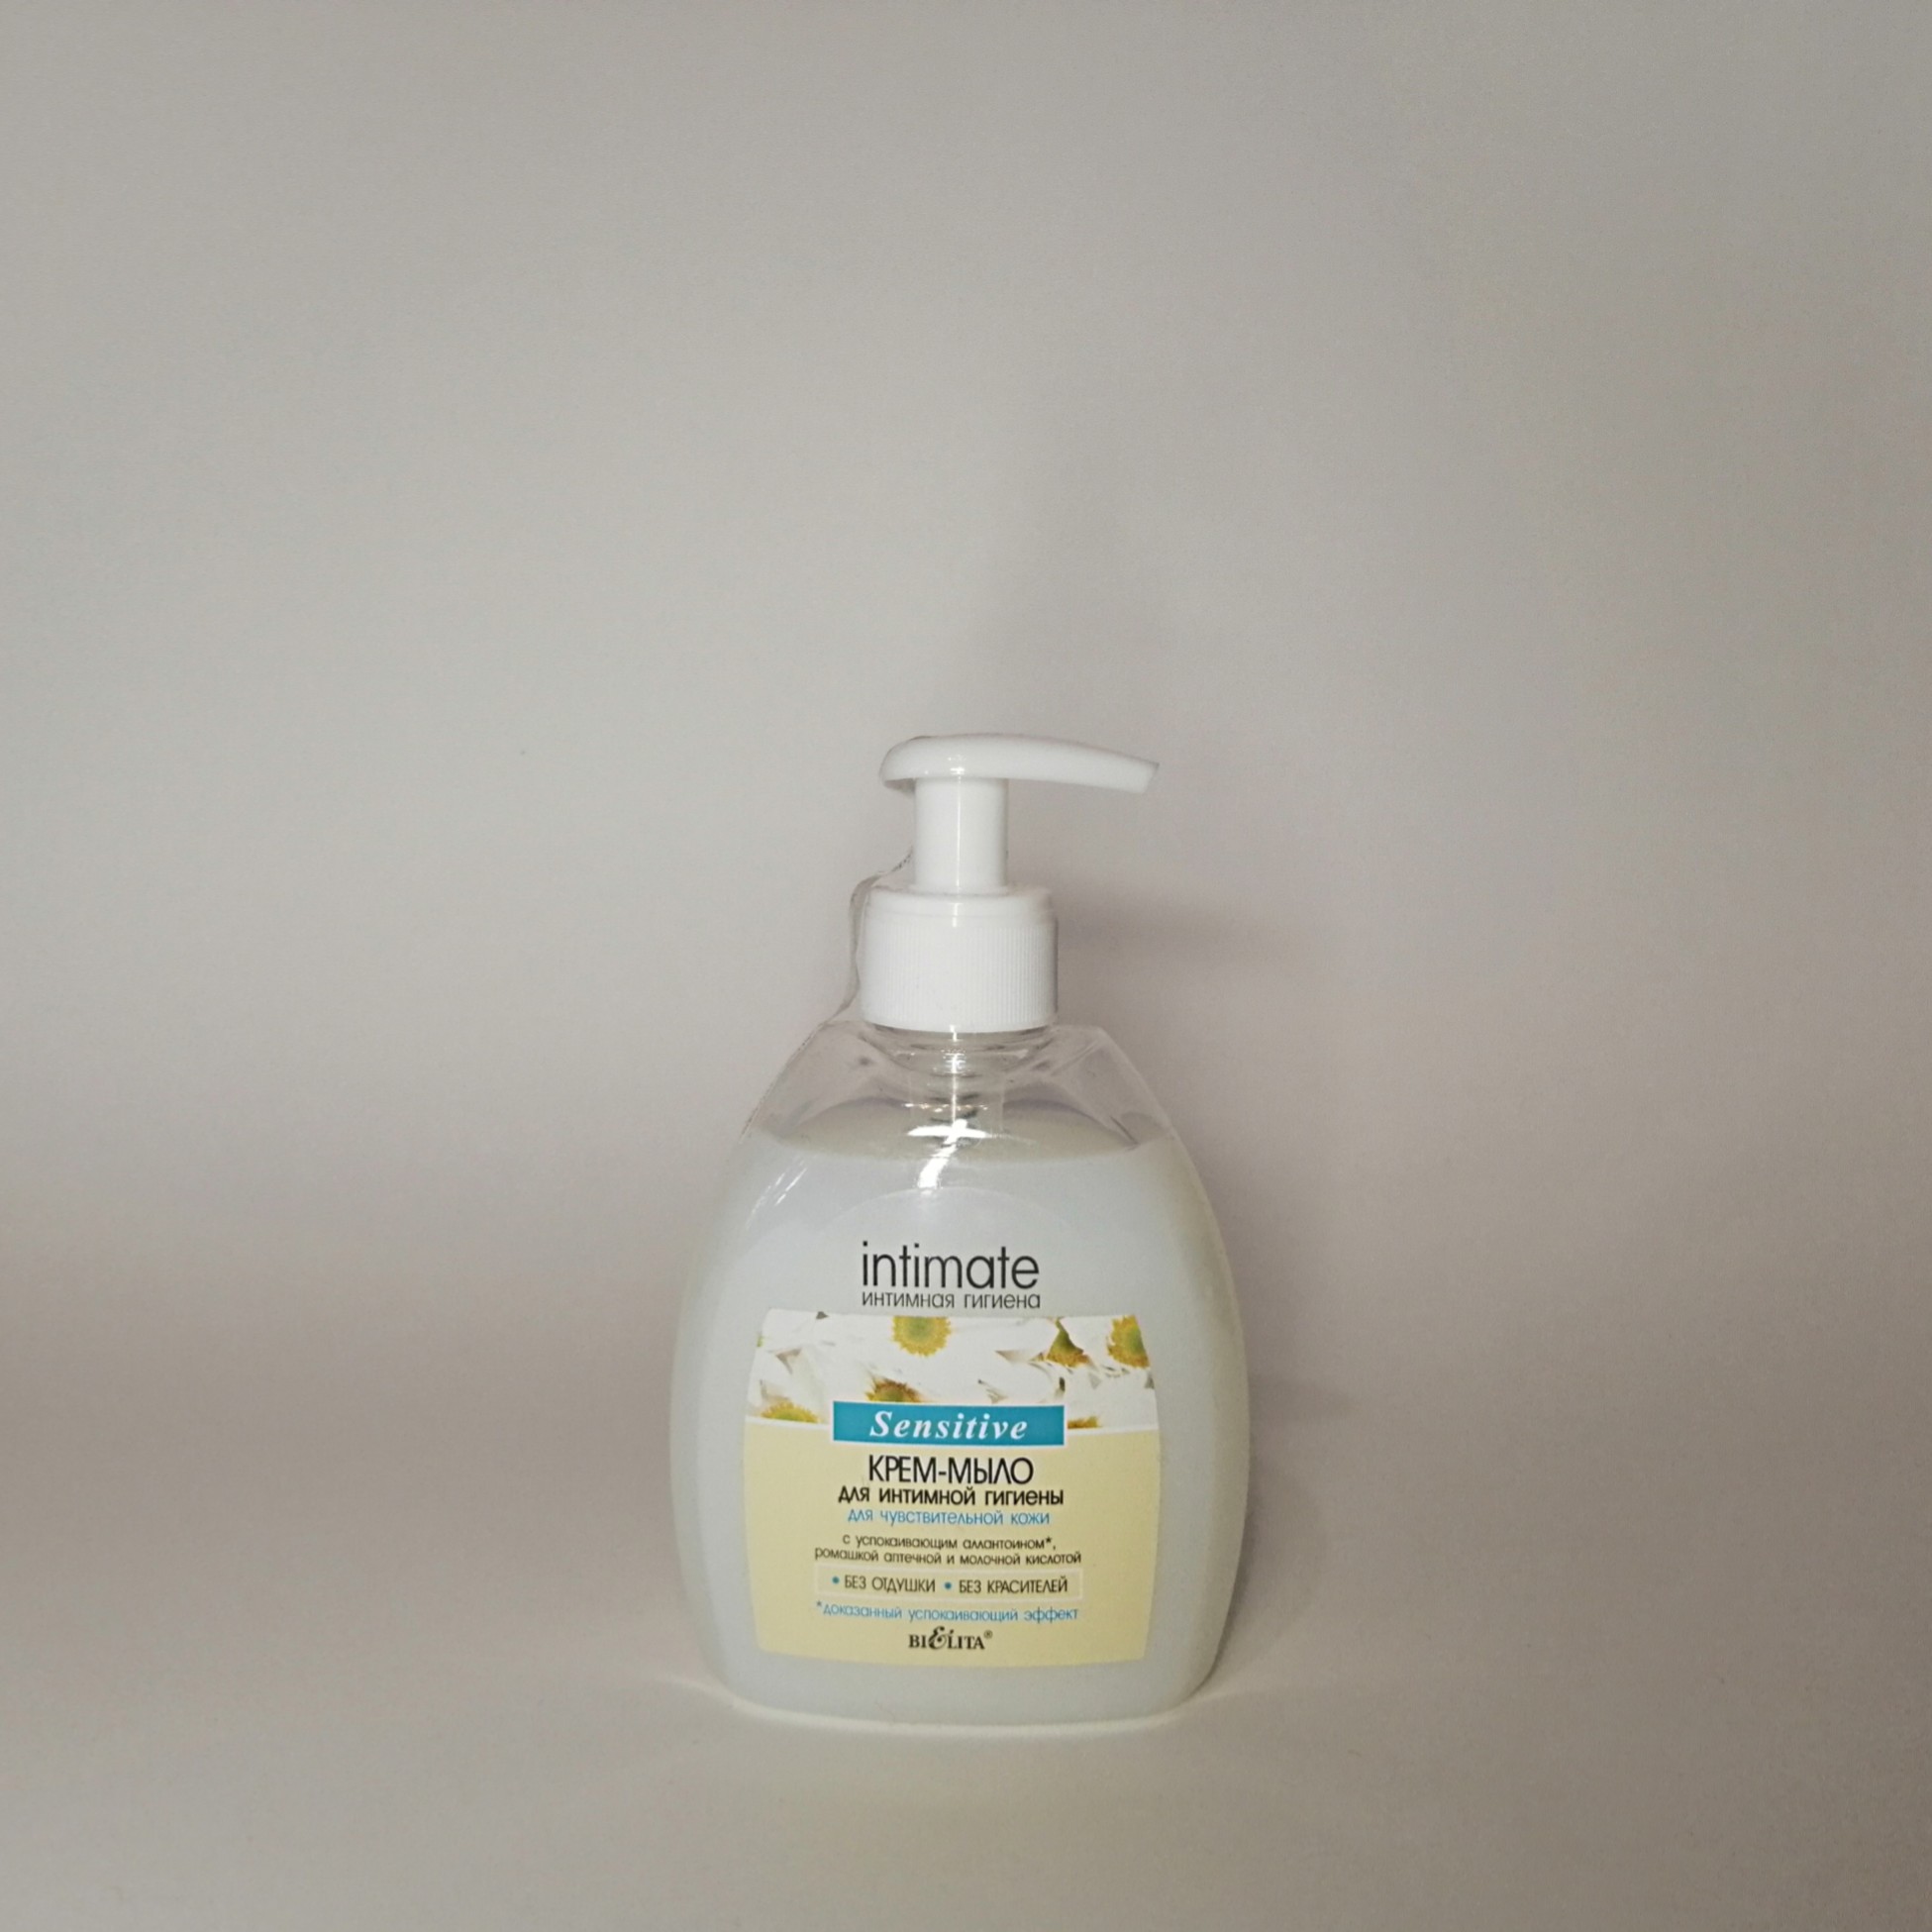 intimate
ИНТИМНАЯ ГИГИЕНА
Sensitive
КРЕМ-МЫЛО
ДЛЯ ИНТИМНОЙ ГИГИЕНЫ
ДЛЯ ЧУВСТВИТЕЛЬНОЙ КОЖИ
с успокаивающим аллантоином*,
ромашкой аптечной и молочной кислотой
• БЕЗ ОТДУШКИ • БЕЗ КРАСИТЕЛЕЙ
*доказанный успокаивающий эффект
BIELITA®